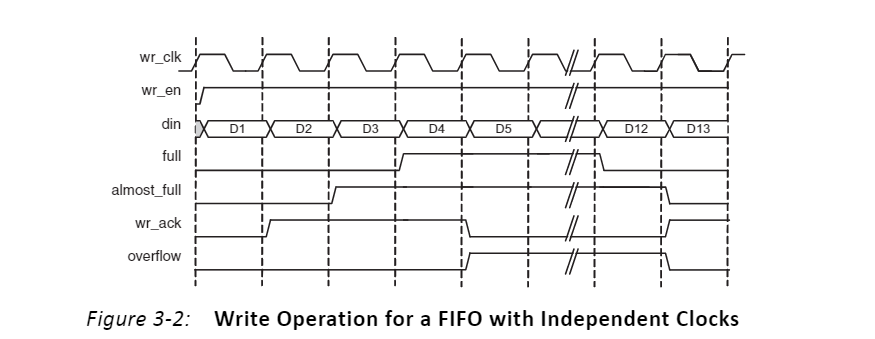 wr_clk
wr_en
din D1 D2 D3 D4 D5 D12 D13
full
almost_full
wr_ack
overflow
Figure 3-2: Write Operation for a FIFO with Independent Clocks